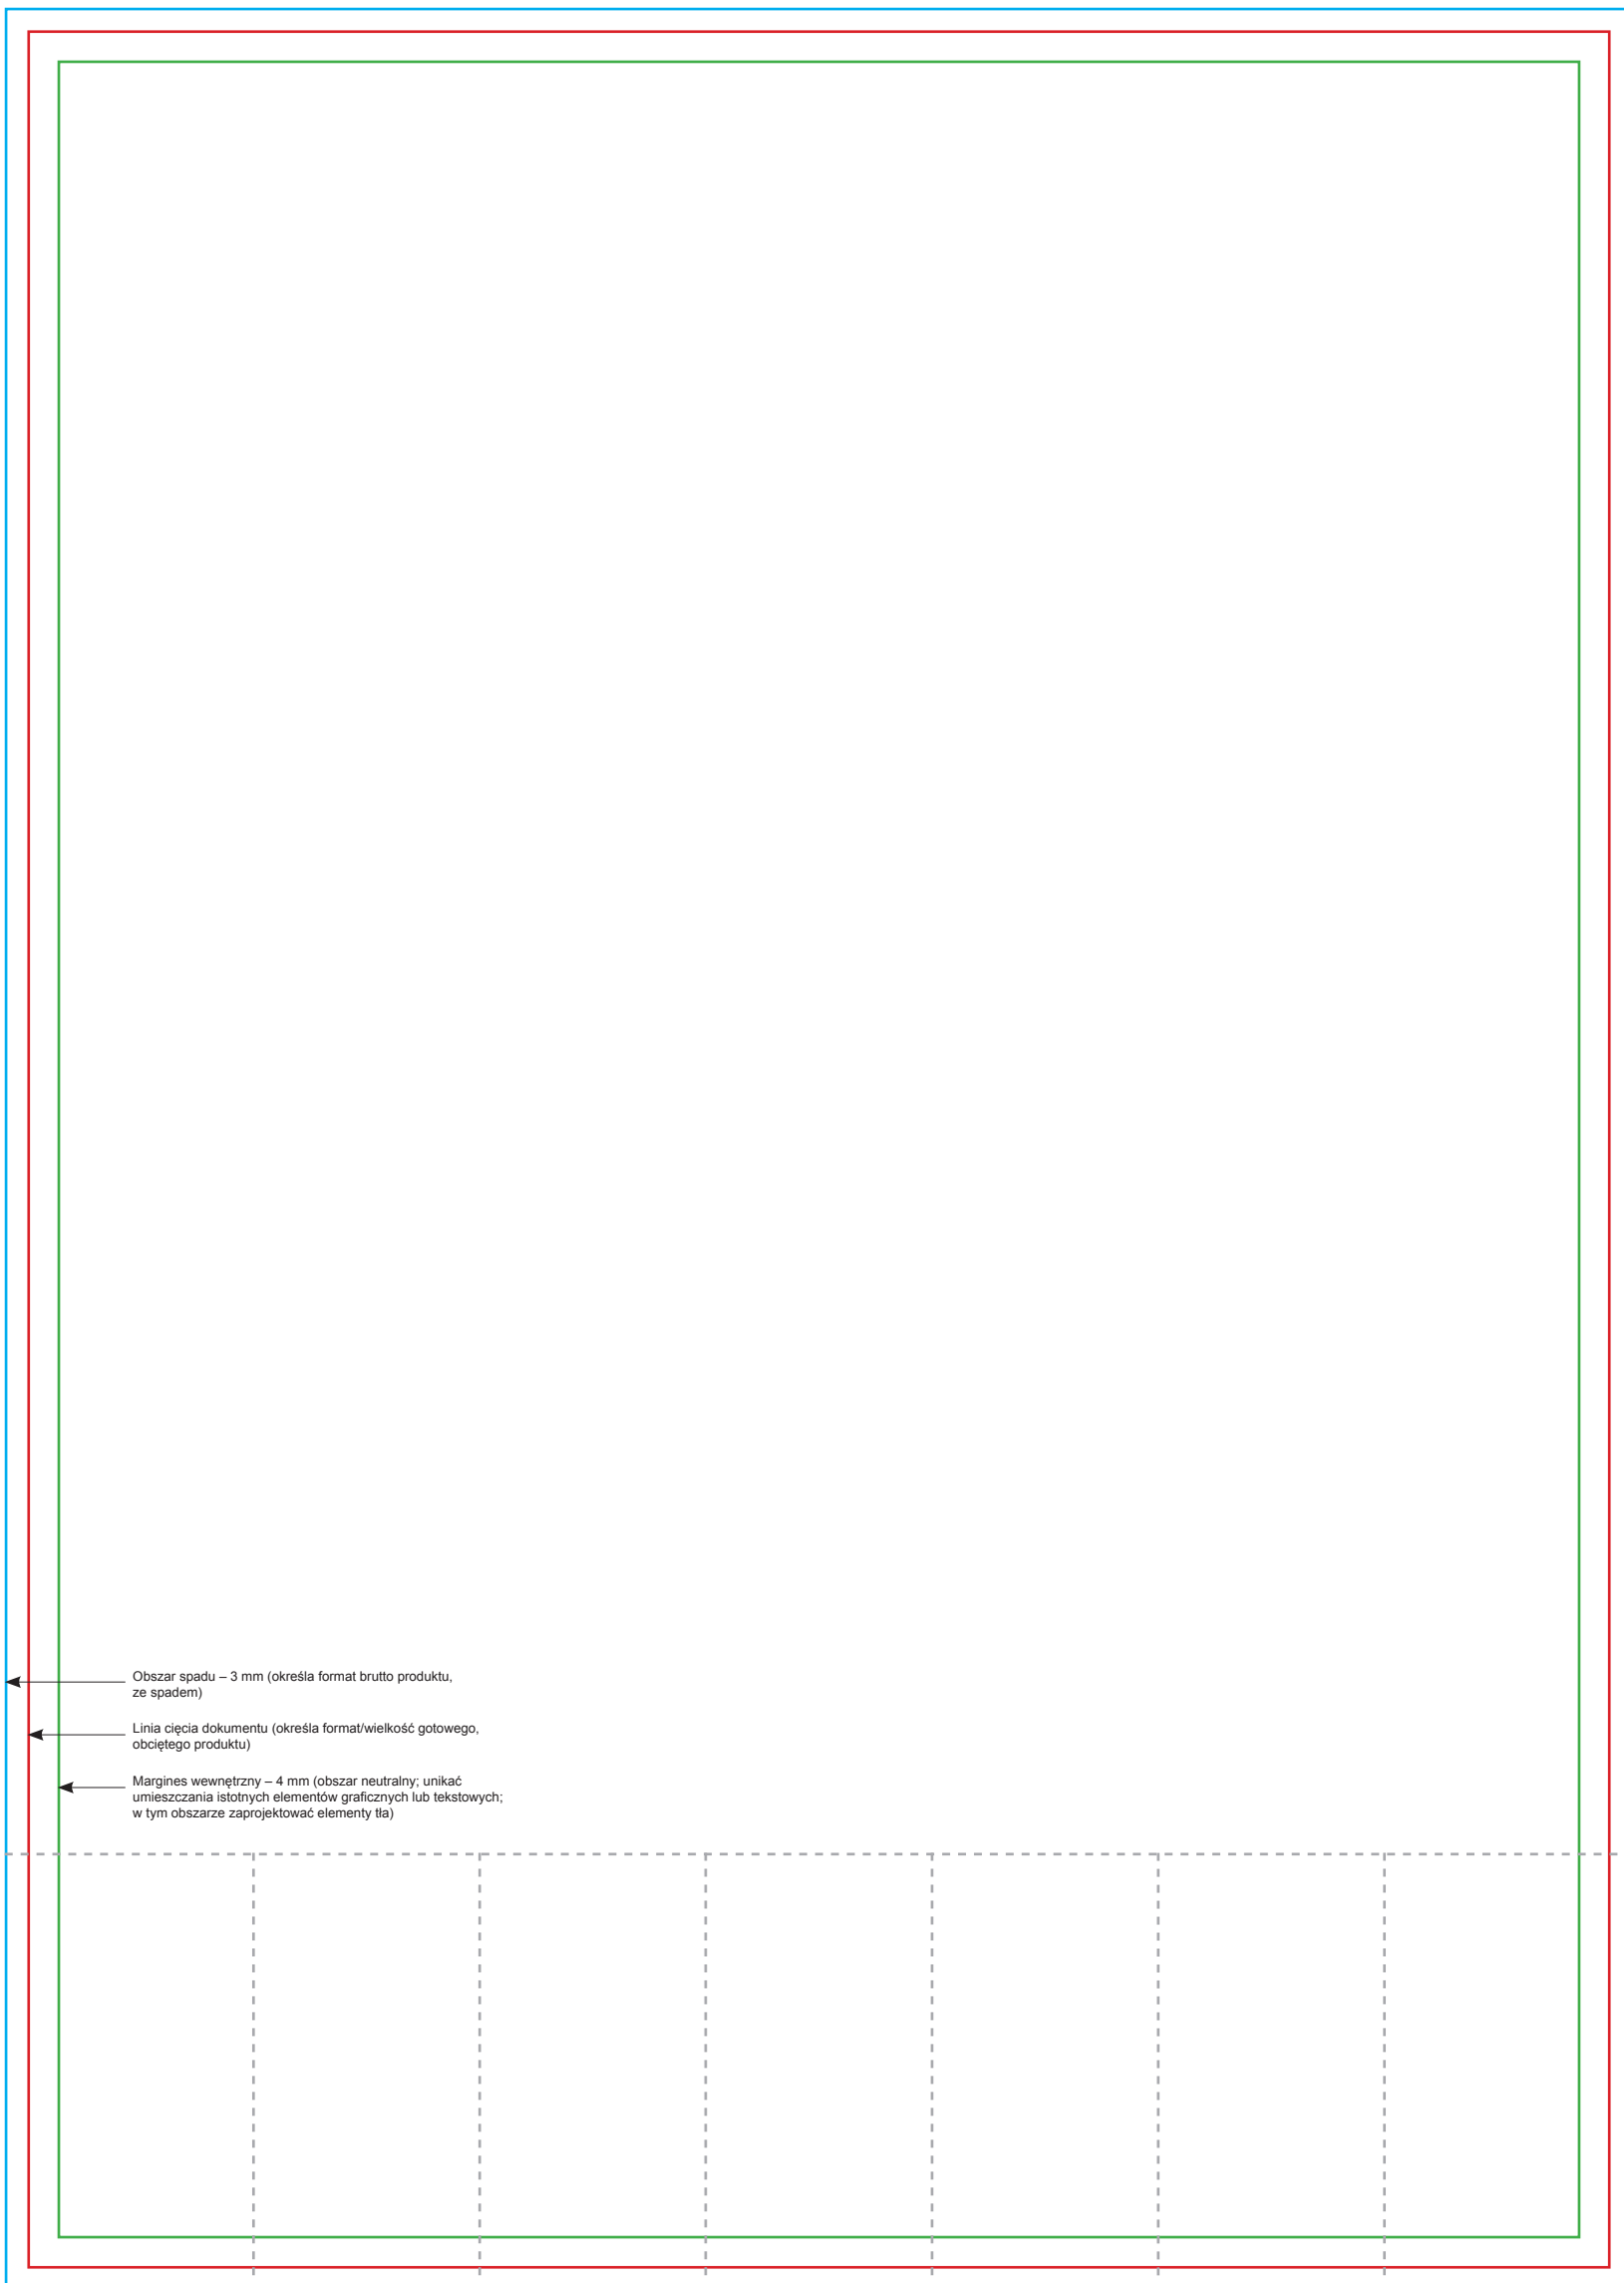 Obszar spadu – 3 mm (określa format brutto produktu,
ze spadem)
Linia cięcia dokumentu (określa format/wielkość gotowego,
obciętego produktu)
Margines wewnętrzny – 4 mm (obszar neutralny; unikać
umieszczania istotnych elementów graficznych lub tekstowych;
w tym obszarze zaprojektować elementy tła)